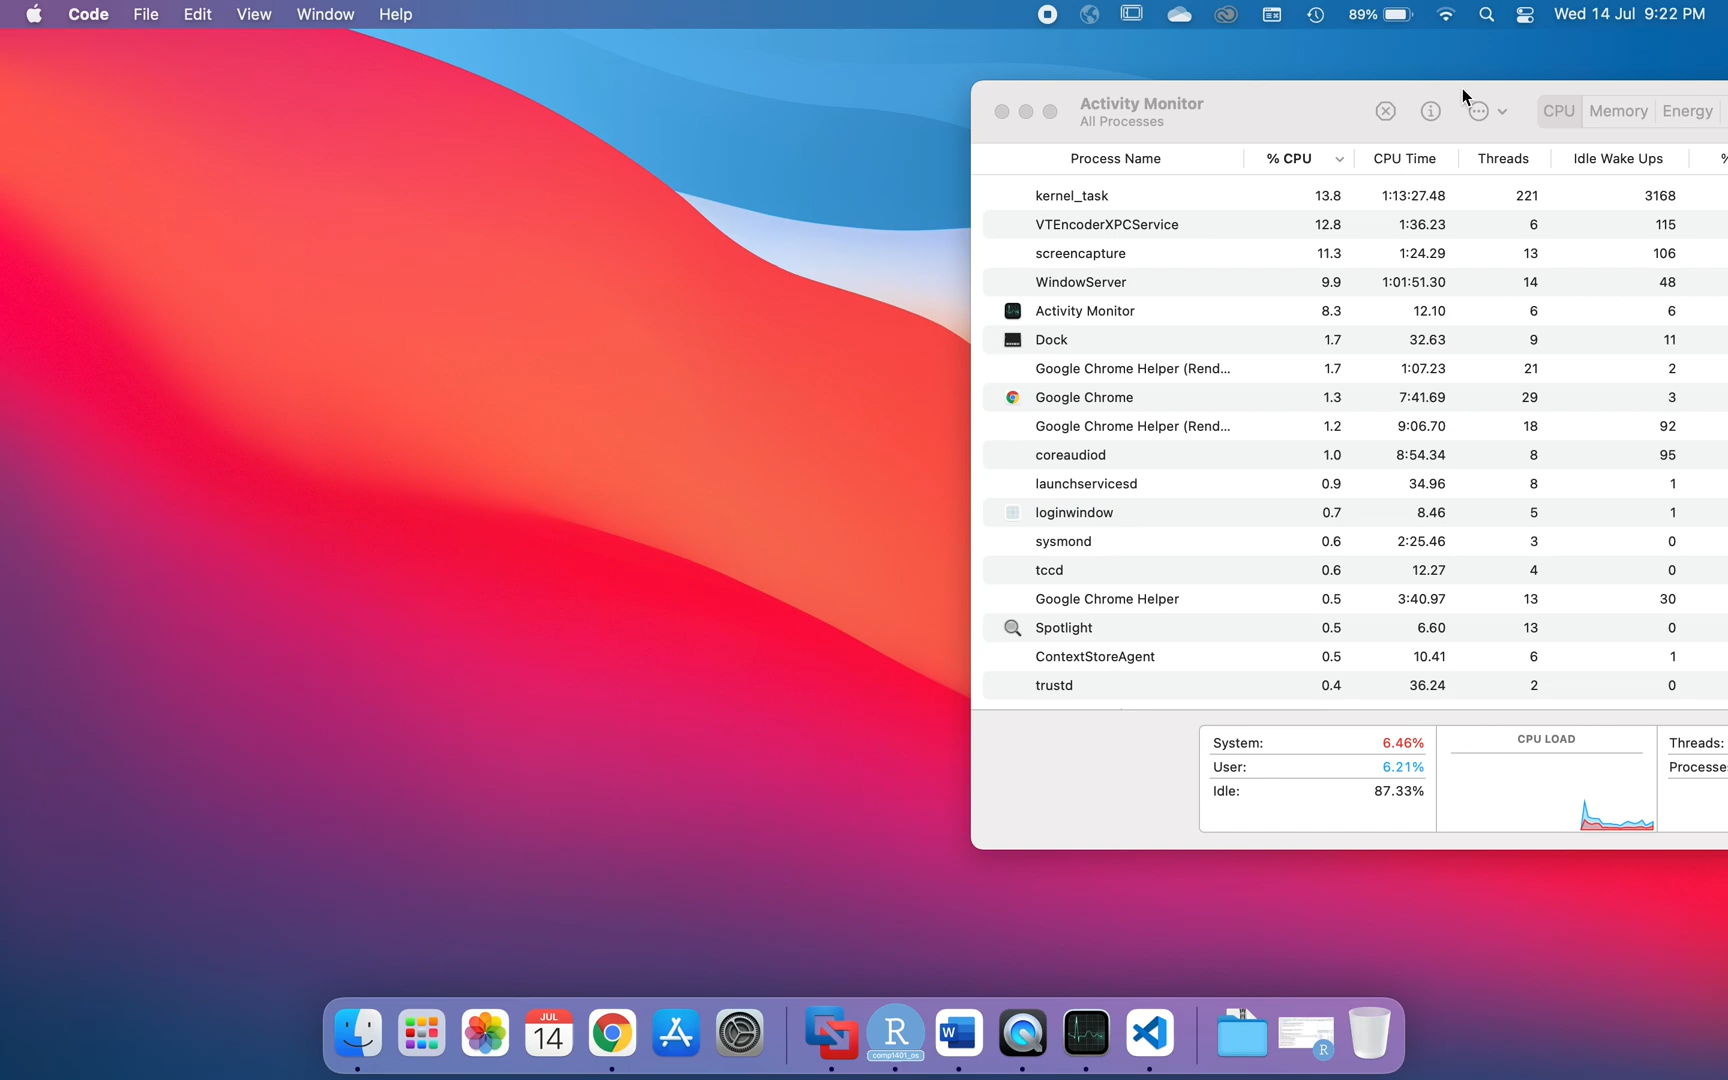 Code File Edit View Window Help 89% Wed 14 Jul 9:22 PM
Activity Monitor
All Processes
CPU Memory Energy
Process Name % CPU CPU Time Threads Idle Wake Ups %
kernel_task 13.8 1:13:27.48 221 3168
VTEncoderXPCService 12.8 1:36.23 6 115
screencapture 11.3 1:24.29 13 106
WindowServer 9.9 1:01:51.30 14 48
Activity Monitor 8.3 12.10 6 6
Dock 1.7 32.63 9 11
Google Chrome Helper (Rend... 1.7 1:07.23 21 2
Google Chrome 1.3 7:41.69 29 3
Google Chrome Helper (Rend... 1.2 9:06.70 18 92
coreaudiod 1.0 8:54.34 8 95
launchservicesd 0.9 34.96 8 1
loginwindow 0.7 8.46 5 1
sysmond 0.6 2:25.46 3 0
tccd 0.6 12.27 4 0
Google Chrome Helper 0.5 3:40.97 13 30
Spotlight 0.5 6.60 13 0
ContextStoreAgent 0.5 10.41 6 1
trustd 0.4 36.24 2 0
System: 6.46% CPU LOAD Threads:
User: 6.21% Processe
Idle: 87.33%
JUL
14
R
W
comp1401_os
R